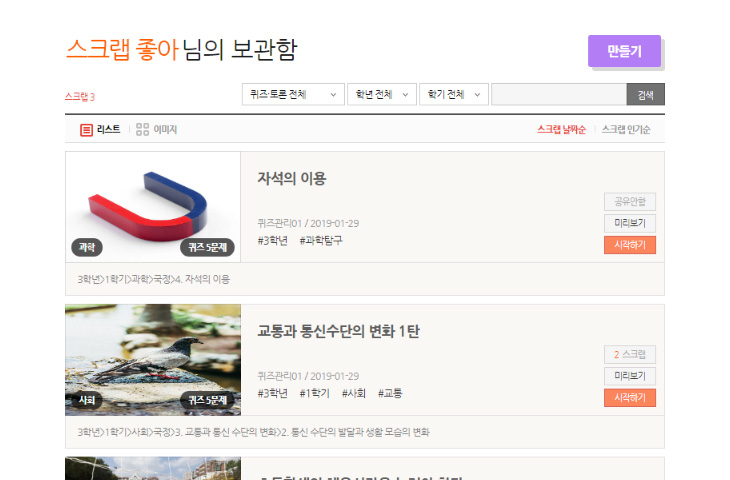 스크랩 좋아 님의 보관함
만들기
스크랩 3
퀴즈·토론 전체
학년 전체
학기 전체
검색
리스트
이미지
스크랩 날짜순
스크랩 인기순
자석의 이용
공유안함
퀴즈관리01 / 2019-01-29
미리보기
#3학년 #과학탐구
시작하기
과학
퀴즈 5문제
3학년>1학기>과학>국정>4. 자석의 이용
교통과 통신수단의 변화 1탄
2 스크랩
퀴즈관리01 / 2019-01-29
미리보기
#3학년 #1학기 #사회 #교통
시작하기
사회
퀴즈 5문제
3학년>1학기>사회>국정>3. 교통과 통신 수단의 변화>2. 통신 수단의 발달과 생활 모습의 변화